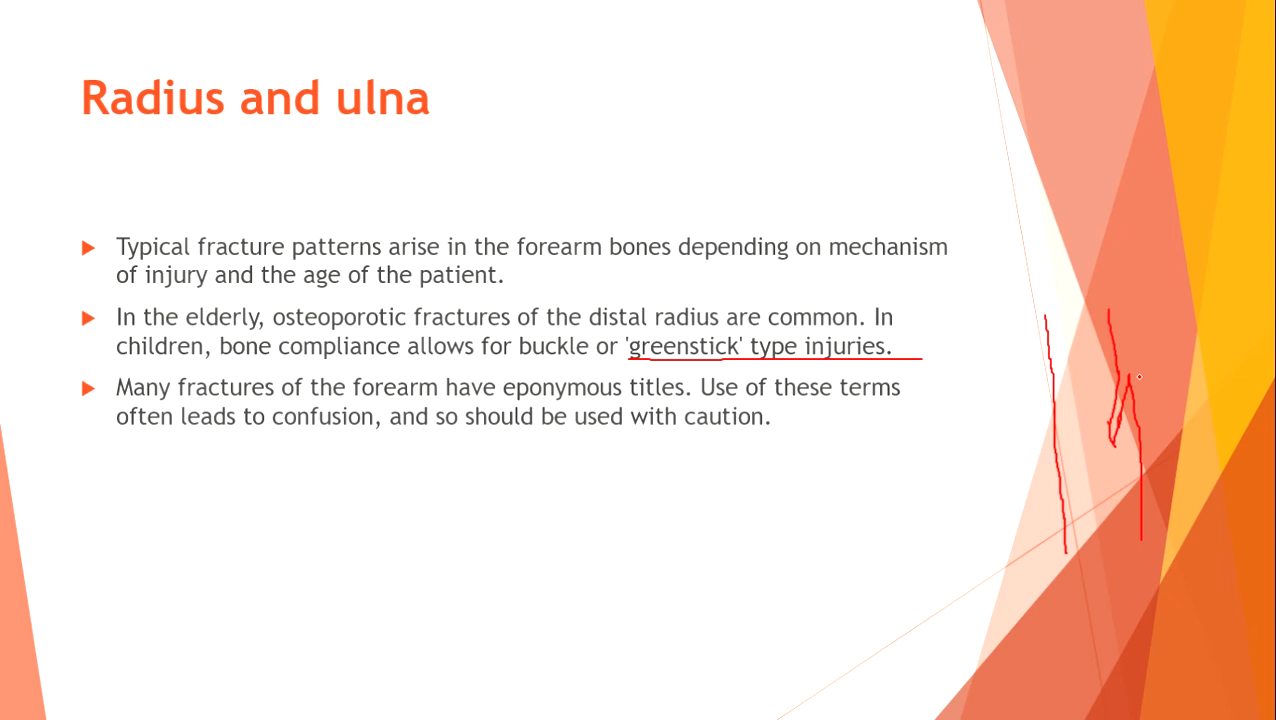 Radius and ulna
Typical fracture patterns arise in the forearm bones depending on mechanism
of injury and the age of the patient.
In the elderly, osteoporotic fractures of the distal radius are common. In
children, bone compliance allows for buckle or 'greenstick' type injuries.
Many fractures of the forearm have eponymous titles. Use of these terms
often leads to confusion, and so should be used with caution.